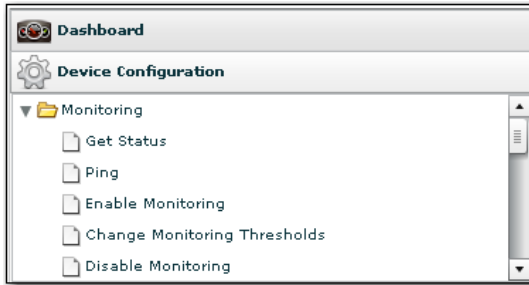 Dashboard
Device Configuration
Monitoring
Get Status
Ping
Enable Monitoring
Change Monitoring Thresholds
Disable Monitoring